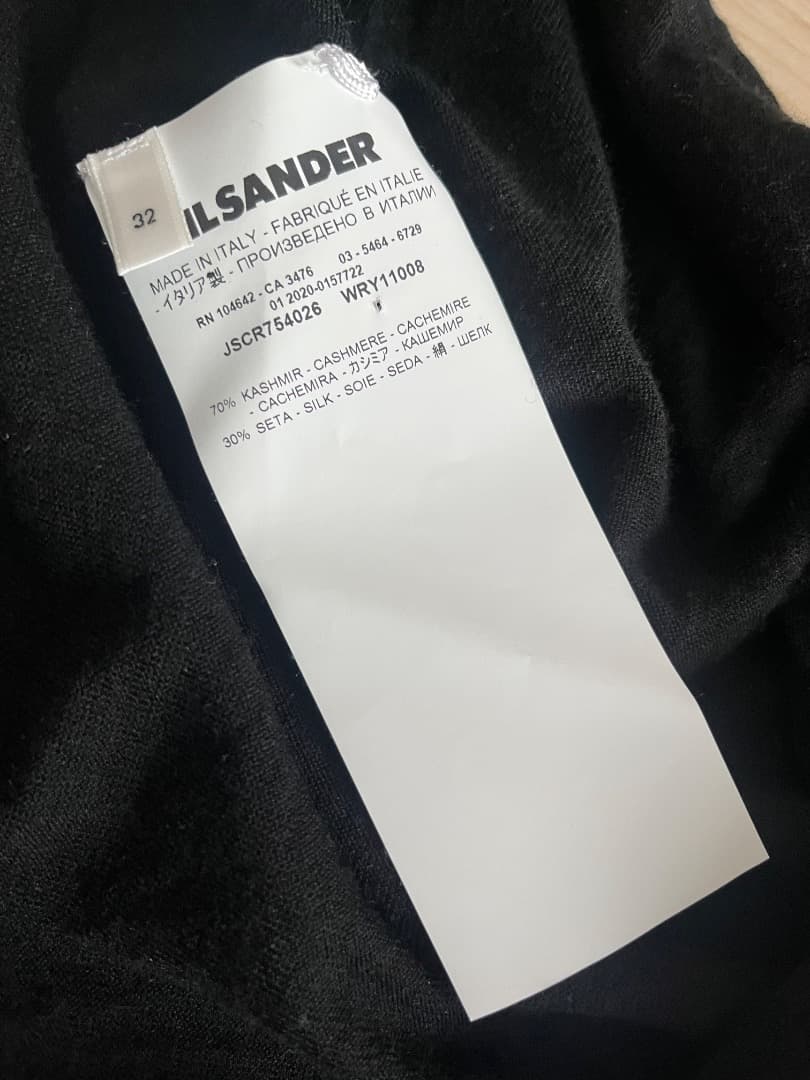 32
JILSANDER
MADE IN ITALY - FABRIQUÉ EN ITALIE
- イタリア製 - ПРОИЗВЕДЕНО В ИТАЛИИ
RN 104642 - CA 3476 03 - 5464 - 6729
01 2020-0157722
JSCR754026 WRY11008
70% KASHMIR - CASHMERE - CACHEMIRE
- CACHEMIRA - カシミア - КАШЕМИР
30% SETA - SILK - SOIE - SEDA - 絹 - ШЕЛК